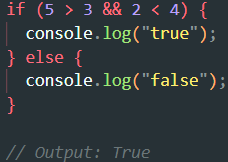 if (5 > 3 && 2 < 4) {
  console.log("true");
} else {
  console.log("false");
}

// Output: True